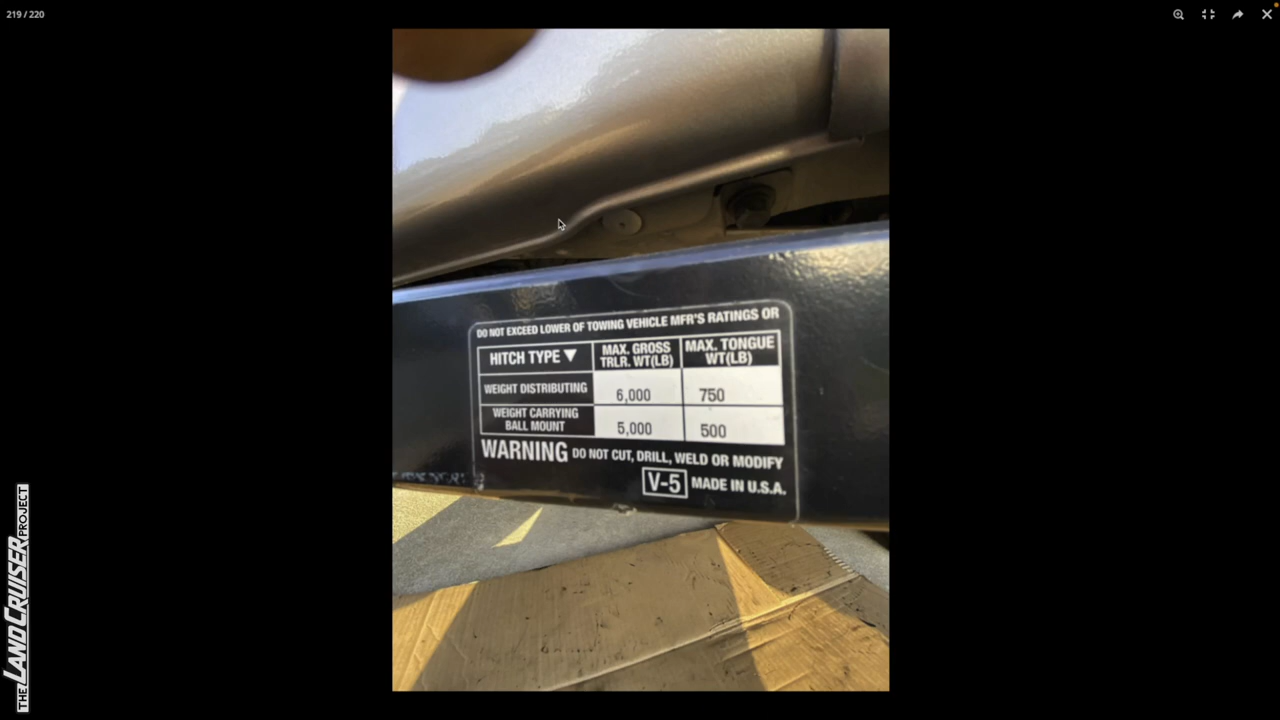 219 / 220
DO NOT EXCEED LOWER OF TOWING VEHICLE MFR'S RATINGS OR
HITCH TYPE ▼ MAX. GROSS TRLR. WT(LB) MAX. TONGUE WT(LB)
WEIGHT DISTRIBUTING 6,000 750
WEIGHT CARRYING BALL MOUNT 5,000 500
WARNING DO NOT CUT, DRILL, WELD OR MODIFY
V-5 MADE IN U.S.A.
THE LAND CRUISER PROJECT